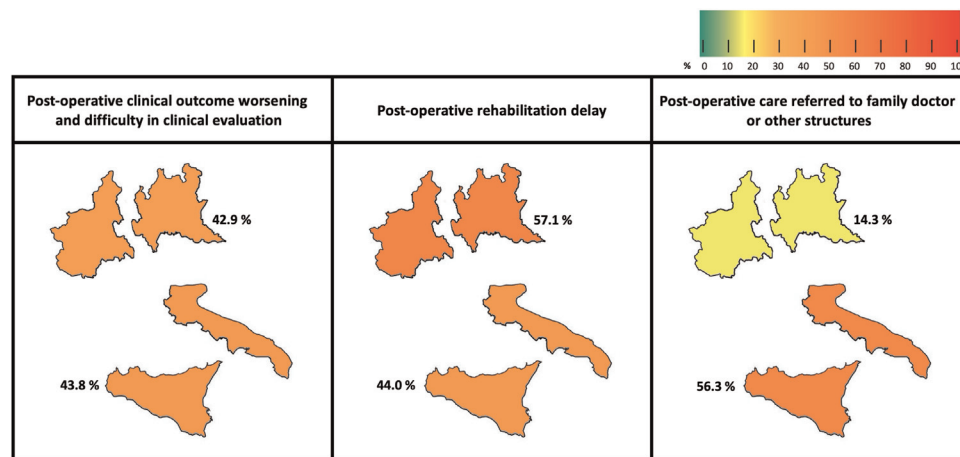 % 0 10 20 30 40 50 60 70 80 90 10
Post-operative clinical outcome worsening
and difficulty in clinical evaluation
Post-operative rehabilitation delay
Post-operative care referred to family doctor
or other structures
42.9 %
57.1 %
14.3 %
43.8 %
44.0 %
56.3 %